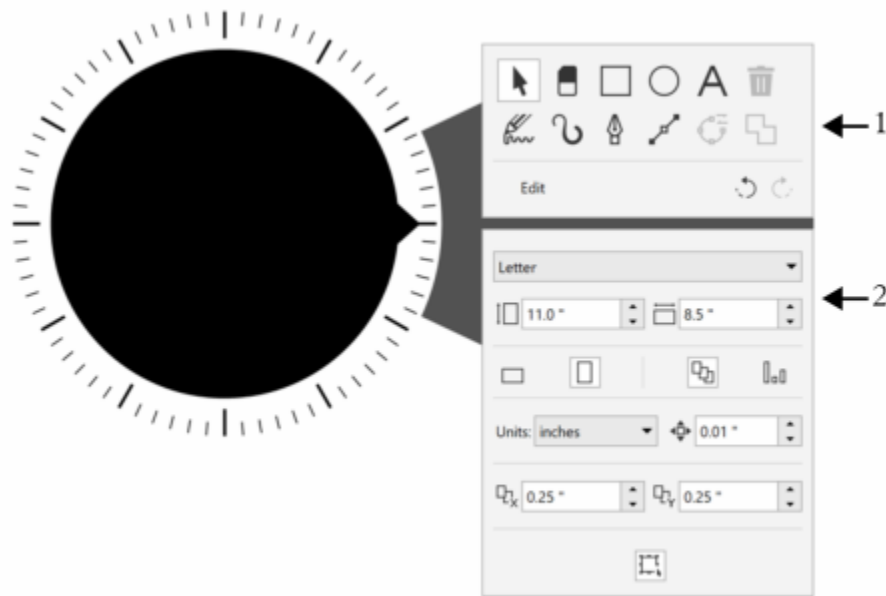 A
1
Edit
Letter
2
11.0 " 8.5 "
Units: inches 0.01 "
X 0.25 " Y 0.25 "